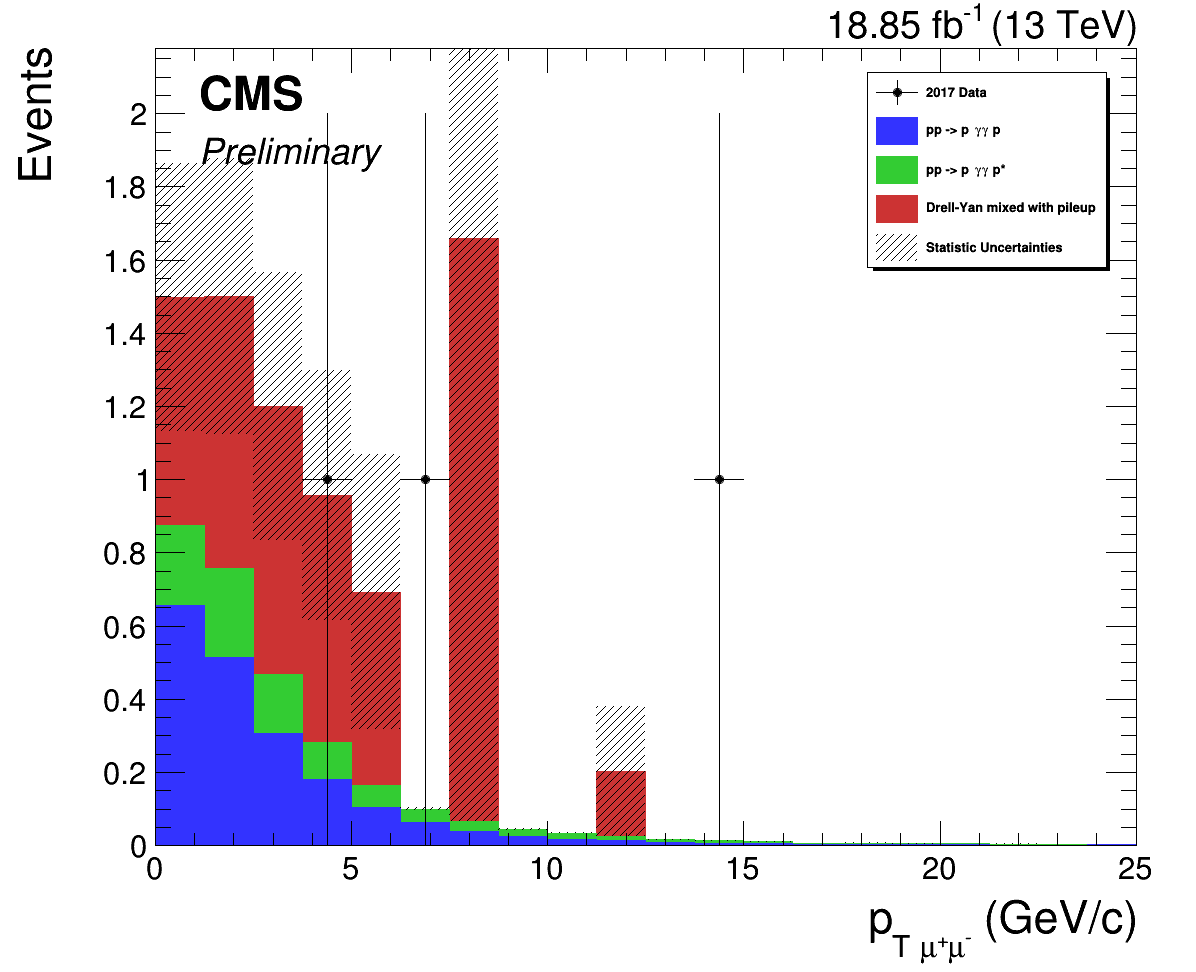 18.85 fb-1 (13 TeV)
Events
CMS
Preliminary
2017 Data
pp -> p γγ p
pp -> p γγ p*
Drell-Yan mixed with pileup
Statistic Uncertainties
2
1.8
1.6
1.4
1.2
1
0.8
0.6
0.4
0.2
0
0 5 10 15 20 25
pT μ+μ- (GeV/c)